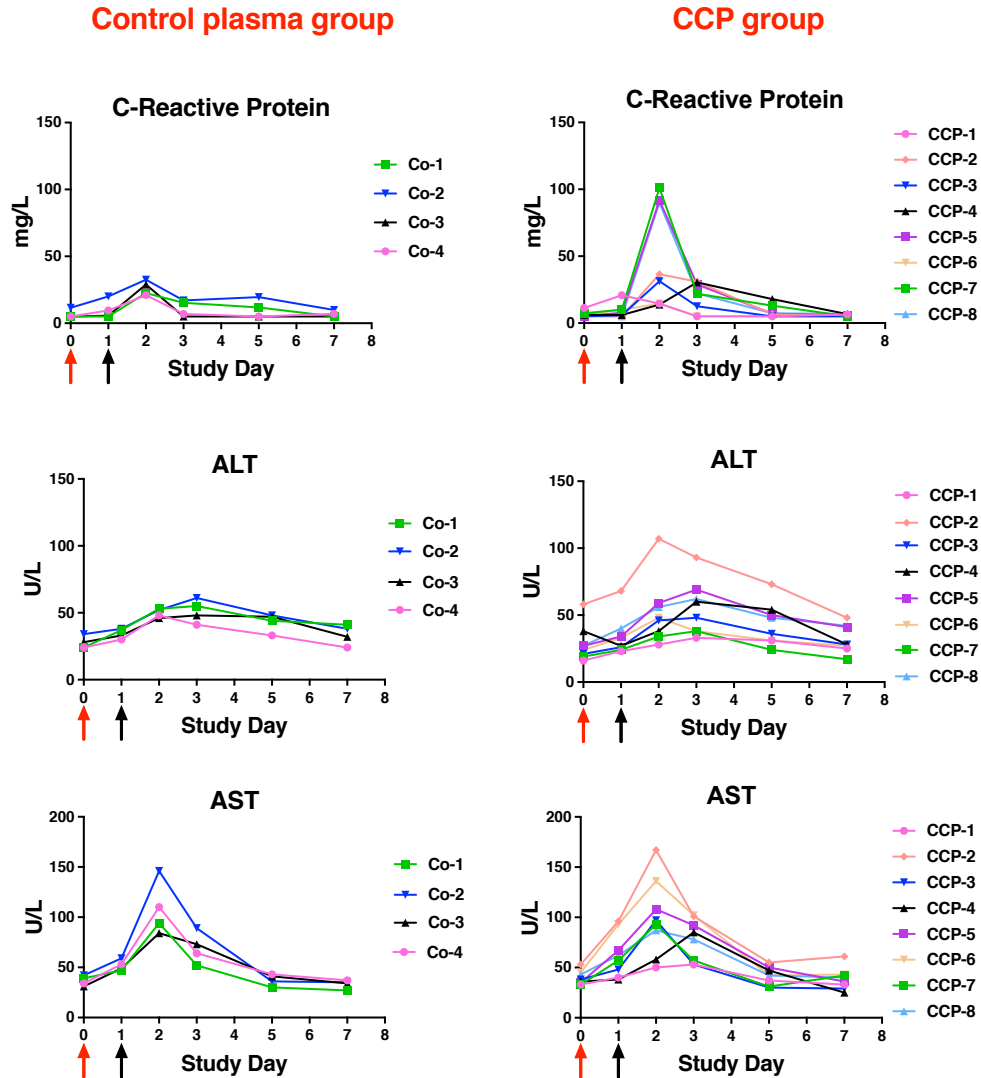 Control plasma group
CCP group
C-Reactive Protein
150
100
50
0
mg/L
0 1 2 3 4 5 6 7 8
Study Day
Co-1
Co-2
Co-3
Co-4
C-Reactive Protein
150
100
50
0
mg/L
0 1 2 3 4 5 6 7 8
Study Day
CCP-1
CCP-2
CCP-3
CCP-4
CCP-5
CCP-6
CCP-7
CCP-8
ALT
150
100
50
0
U/L
0 1 2 3 4 5 6 7 8
Study Day
Co-1
Co-2
Co-3
Co-4
ALT
150
100
50
0
U/L
0 1 2 3 4 5 6 7 8
Study Day
CCP-1
CCP-2
CCP-3
CCP-4
CCP-5
CCP-6
CCP-7
CCP-8
AST
200
150
100
50
0
U/L
0 1 2 3 4 5 6 7 8
Study Day
Co-1
Co-2
Co-3
Co-4
AST
200
150
100
50
0
U/L
0 1 2 3 4 5 6 7 8
Study Day
CCP-1
CCP-2
CCP-3
CCP-4
CCP-5
CCP-6
CCP-7
CCP-8